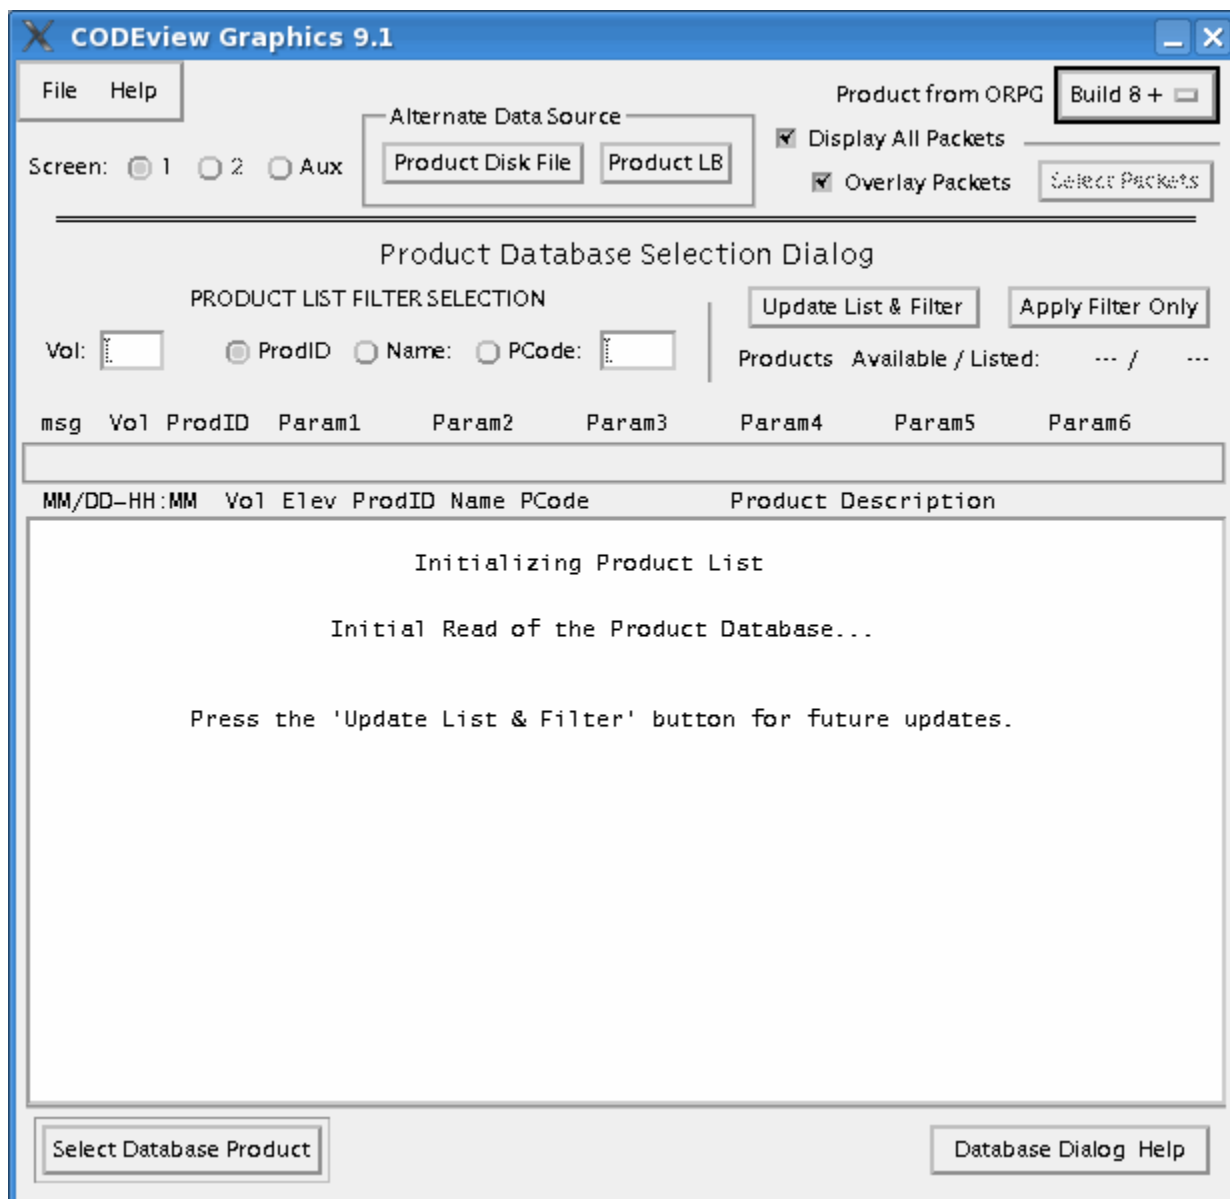 CODEview Graphics 9.1
File Help
Product from ORPG Build 8 +
Alternate Data Source
Display All Packets
Screen: 1 2 Aux Product Disk File Product LB
Overlay Packets Select Packets
Product Database Selection Dialog
PRODUCT LIST FILTER SELECTION
Update List & Filter Apply Filter Only
Vol: ProdID Name: PCode:
Products Available / Listed: --- / ---
msg Vol ProdID Param1 Param2 Param3 Param4 Param5 Param6
MM/DD-HH:MM Vol Elev ProdID Name PCode Product Description
Initializing Product List
Initial Read of the Product Database...
Press the 'Update List & Filter' button for future updates.
Select Database Product Database Dialog Help